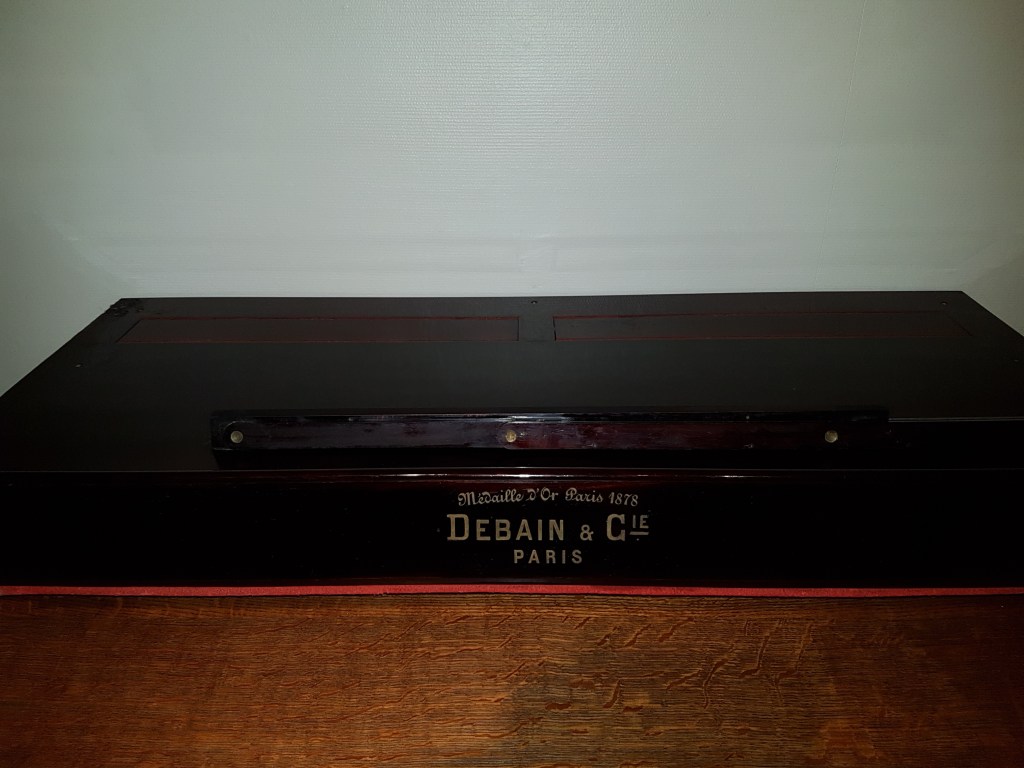 Médaille D'Or Paris 1878
DEBAIN & CIE
PARIS